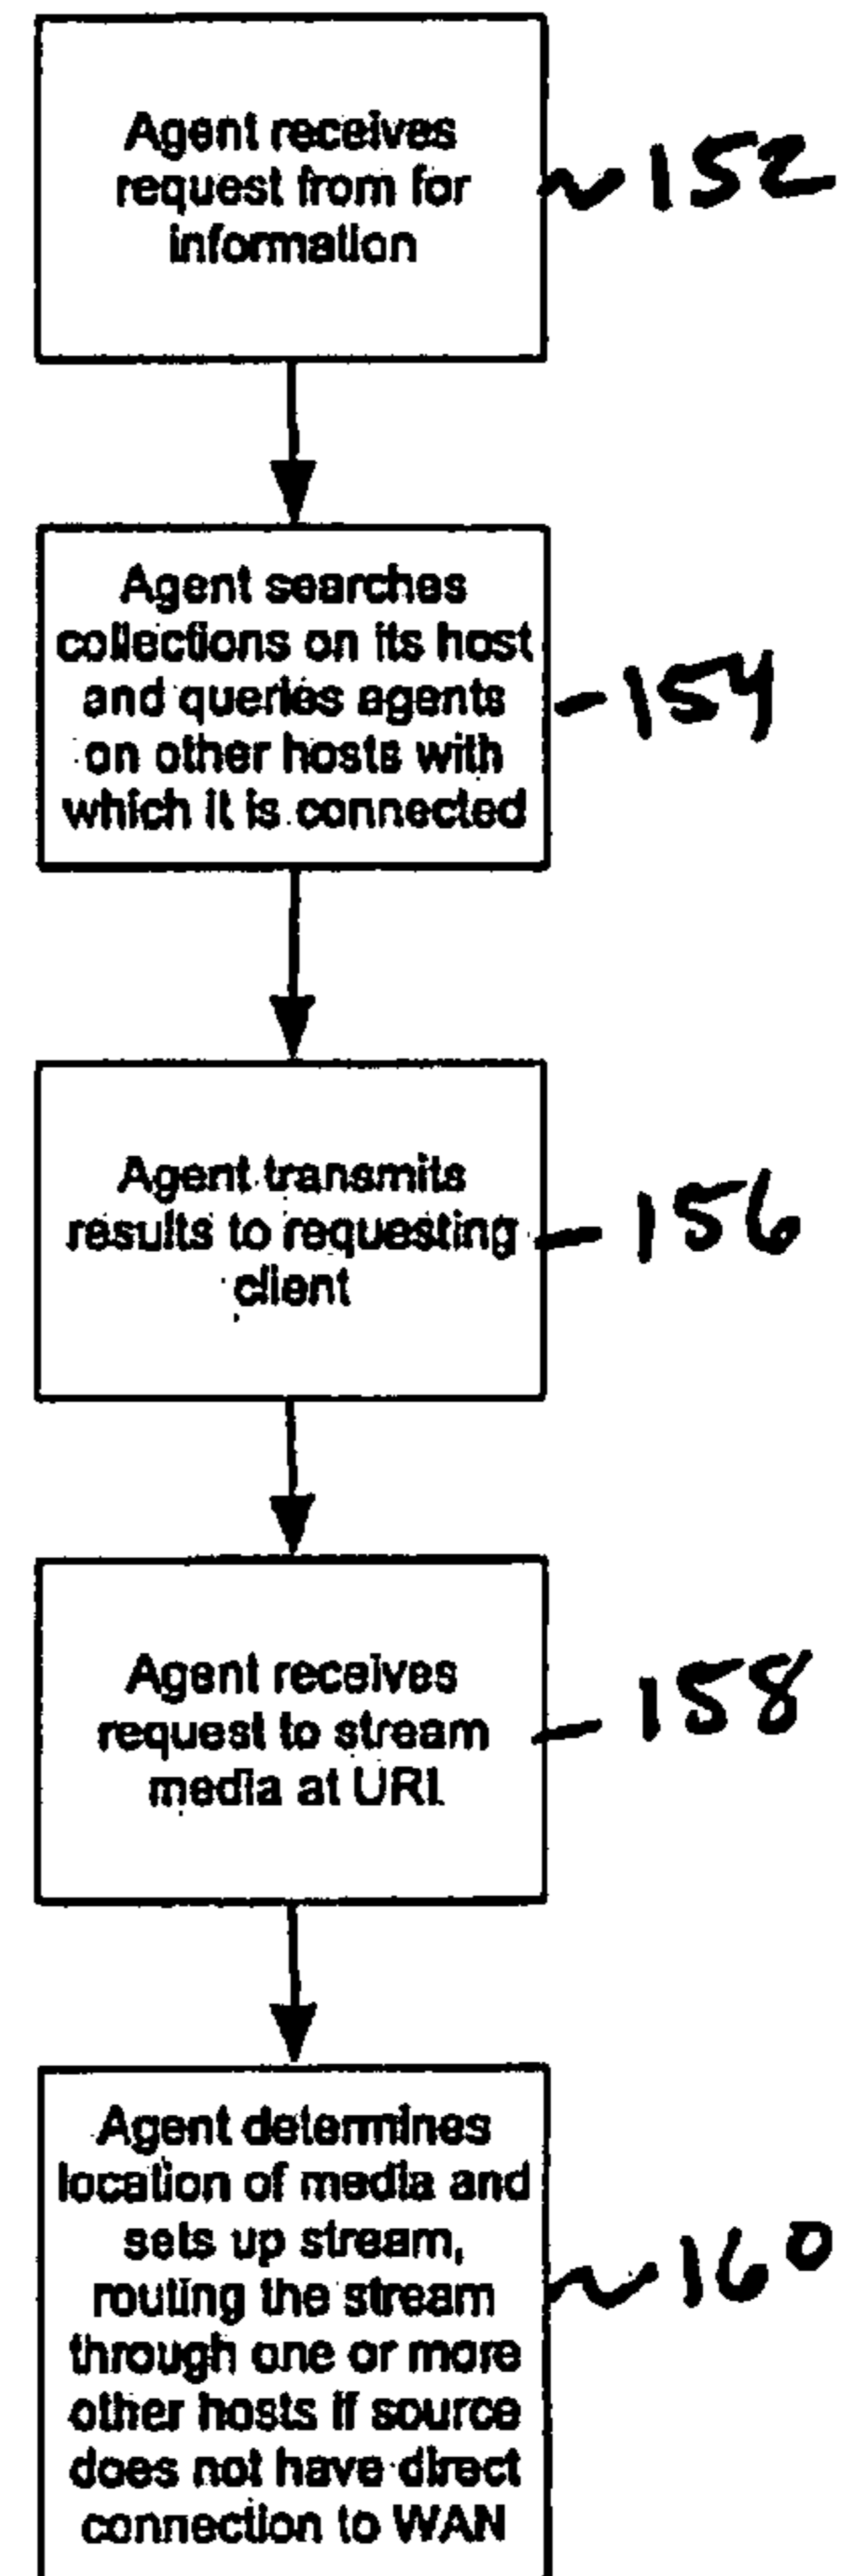 Agent receives
request from for
information
~152
Agent searches
collections on its host
and queries agents
on other hosts with
which it is connected
-154
Agent transmits
results to requesting
client
-156
Agent receives
request to stream
media at URI
-158
Agent determines
location of media and
sets up stream,
routing the stream
through one or more
other hosts if source
does not have direct
connection to WAN
~160